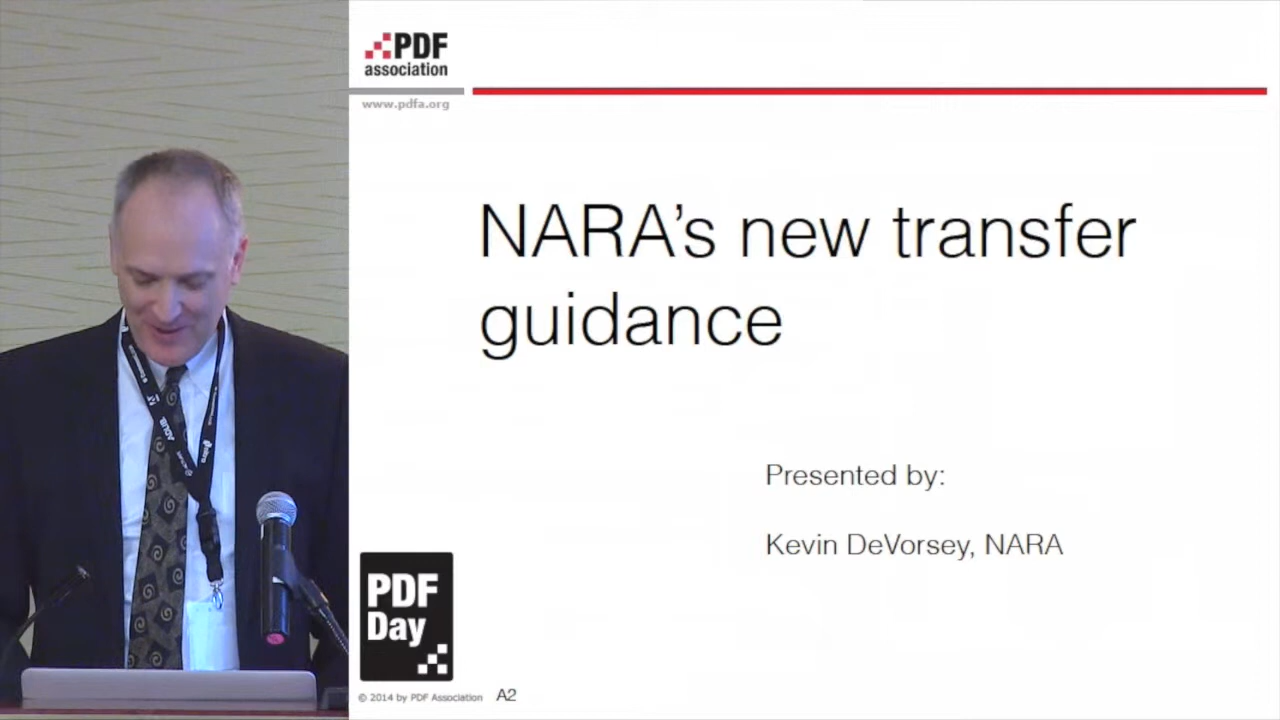 PDF
association
www.pdfa.org
NARA's new transfer
guidance
Presented by:
Kevin DeVorsey, NARA
PDF
Day
© 2014 by PDF Association
A2